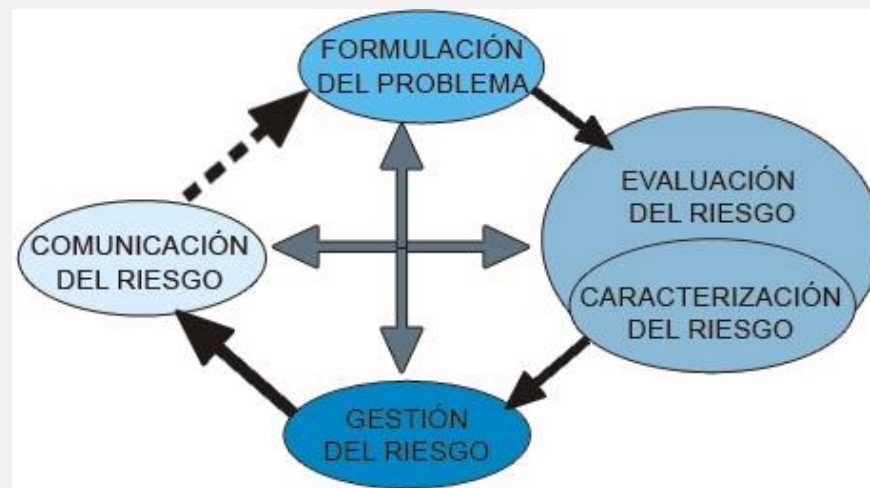 FORMULACIÓN
DEL PROBLEMA
EVALUACIÓN
DEL RIESGO
CARACTERIZACIÓN
DEL RIESGO
GESTIÓN
DEL RIESGO
COMUNICACIÓN
DEL RIESGO